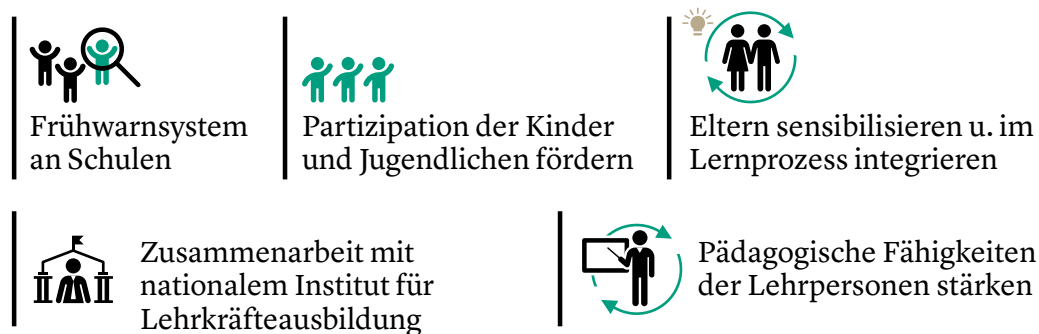 Frühwarnsystem
an Schulen
Partizipation der Kinder
und Jugendlichen fördern
Eltern sensibilisieren u. im
Lernprozess integrieren
Zusammenarbeit mit
nationalem Institut für
Lehrkräfteausbildung
Pädagogische Fähigkeiten
der Lehrpersonen stärken